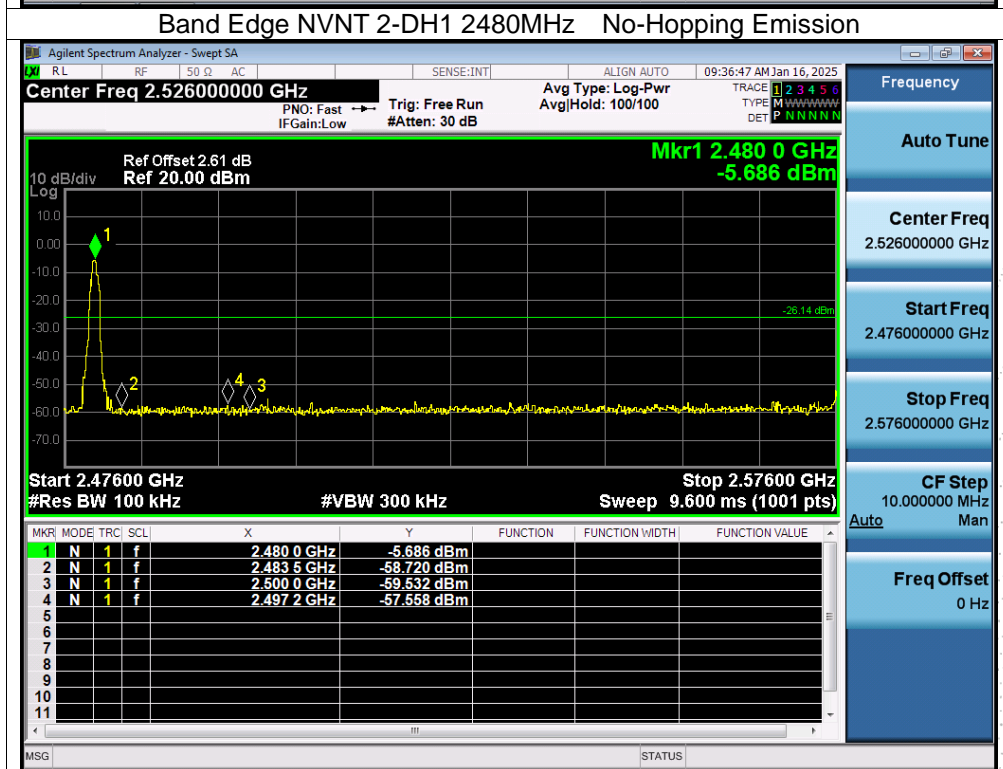 Band Edge NVNT 2-DH1 2480MHz    No-Hopping Emission
Agilent Spectrum Analyzer - Swept SA
LXI RL RF 50 Ω AC SENSE:INT ALIGN AUTO 09:36:47 AM Jan 16, 2025
Center Freq 2.526000000 GHz
PNO: Fast
IFGain:Low
Trig: Free Run
#Atten: 30 dB
Avg Type: Log-Pwr
Avg|Hold: 100/100
TRACE 1 2 3 4 5 6
TYPE M WWWWW
DET P N N N N N
Frequency
Auto Tune
Center Freq
2.526000000 GHz
Start Freq
2.476000000 GHz
Stop Freq
2.576000000 GHz
CF Step
10.000000 MHz
Auto Man
Freq Offset
0 Hz
Mkr1 2.480 0 GHz
-5.686 dBm
Ref Offset 2.61 dB
10 dB/div Ref 20.00 dBm
Log
10.0
0.00
-10.0
-20.0
-30.0
-40.0
-50.0
-60.0
-70.0
1
-26.14 dBm
2
4
3
Start 2.47600 GHz Stop 2.57600 GHz
#Res BW 100 kHz #VBW 300 kHz Sweep 9.600 ms (1001 pts)
MKR MODE TRC SCL X Y FUNCTION FUNCTION WIDTH FUNCTION VALUE
1 N 1 f 2.480 0 GHz -5.686 dBm
2 N 1 f 2.483 5 GHz -58.720 dBm
3 N 1 f 2.500 0 GHz -59.532 dBm
4 N 1 f 2.497 2 GHz -57.558 dBm
5
6
7
8
9
10
11
MSG STATUS